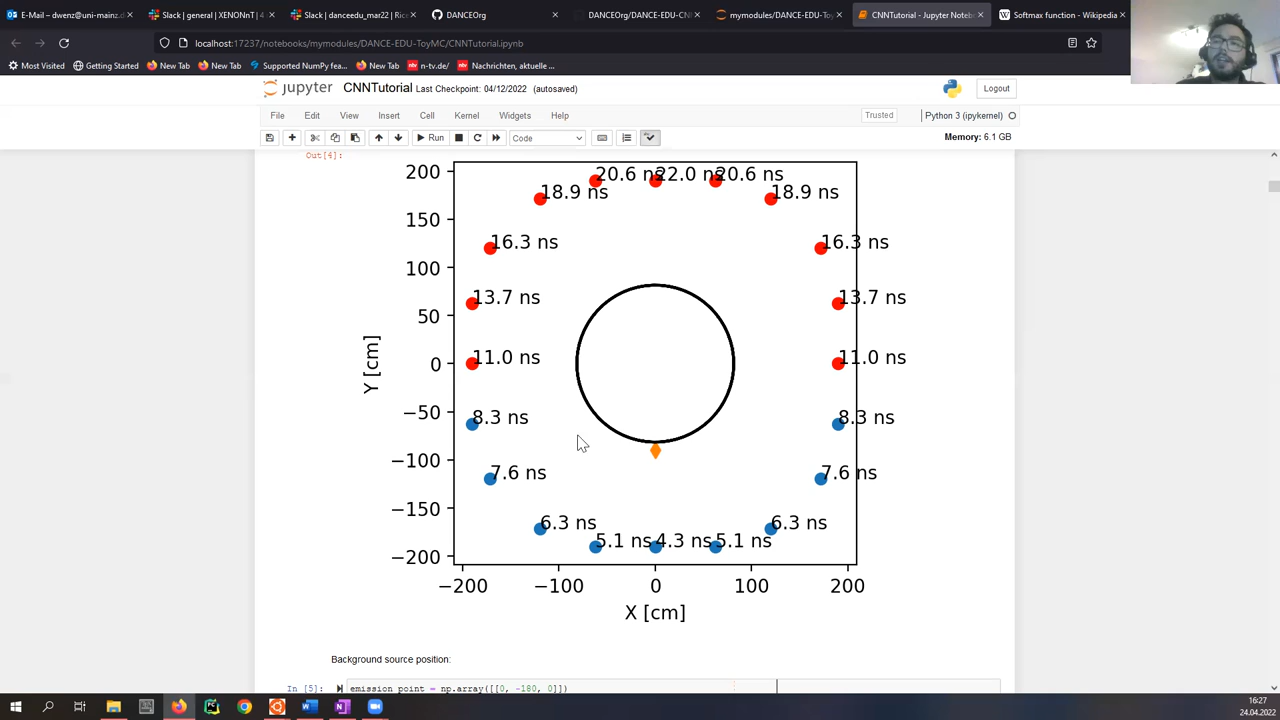 E-Mail – dwenz@uni-mainz.d
Slack | general | XENONnT | 4
Slack | danceedu_mar22 | Rice
DANCEOrg
DANCEOrg/DANCE-EDU-CNN
mymodules/DANCE-EDU-Toy
CNNTutorial - Jupyter Noteb
Softmax function - Wikipedia
localhost:17237/notebooks/mymodules/DANCE-EDU-ToyMC/CNNTutorial.ipynb
Most Visited
Getting Started
New Tab
New Tab
Supported NumPy fea...
New Tab
n-tv.de/
Nachrichten, aktuelle ...
jupyter CNNTutorial Last Checkpoint: 04/12/2022 (autosaved)
Logout
File Edit View Insert Cell Kernel Widgets Help
Trusted
Python 3 (ipykernel)
Run
Code
Memory: 6.1 GB
Out[4]:
200
20.6 ns
22.0 ns
20.6 ns
18.9 ns
18.9 ns
150
16.3 ns
16.3 ns
100
13.7 ns
13.7 ns
50
11.0 ns
11.0 ns
0
Y [cm]
8.3 ns
8.3 ns
−50
−100
7.6 ns
7.6 ns
−150
6.3 ns
6.3 ns
5.1 ns
4.3 ns
5.1 ns
−200
−200 −100 0 100 200
X [cm]
Background source position:
In [5]:
emission_point = np.array([[0, -180, 0]])
16:27
24.04.2022